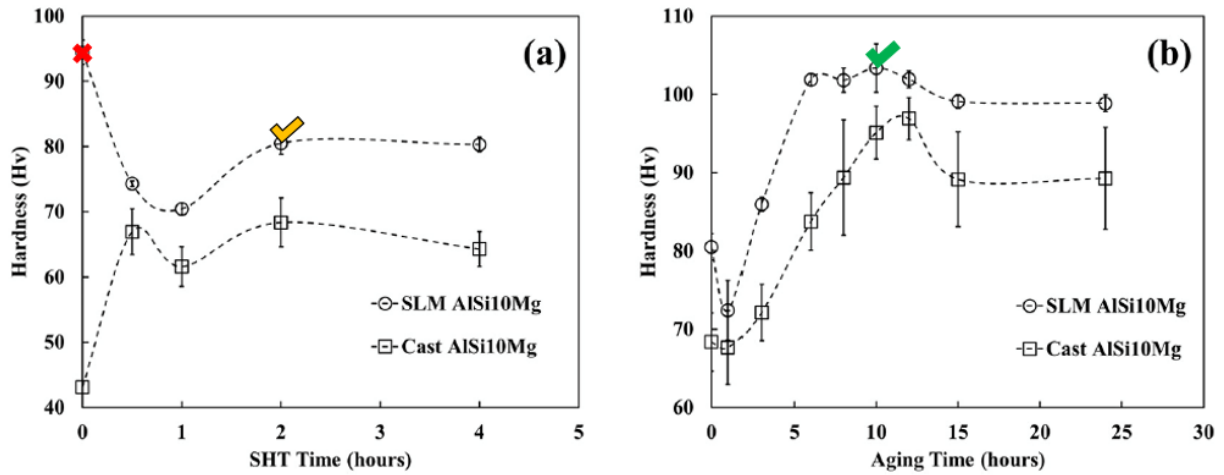 100
90
80
70
60
50
40
Hardness (Hv)
0 1 2 3 4 5
SHT Time (hours)
(a)
SLM AlSi10Mg
Cast AlSi10Mg
110
100
90
80
70
60
Hardness (Hv)
0 5 10 15 20 25 30
Aging Time (hours)
(b)
SLM AlSi10Mg
Cast AlSi10Mg